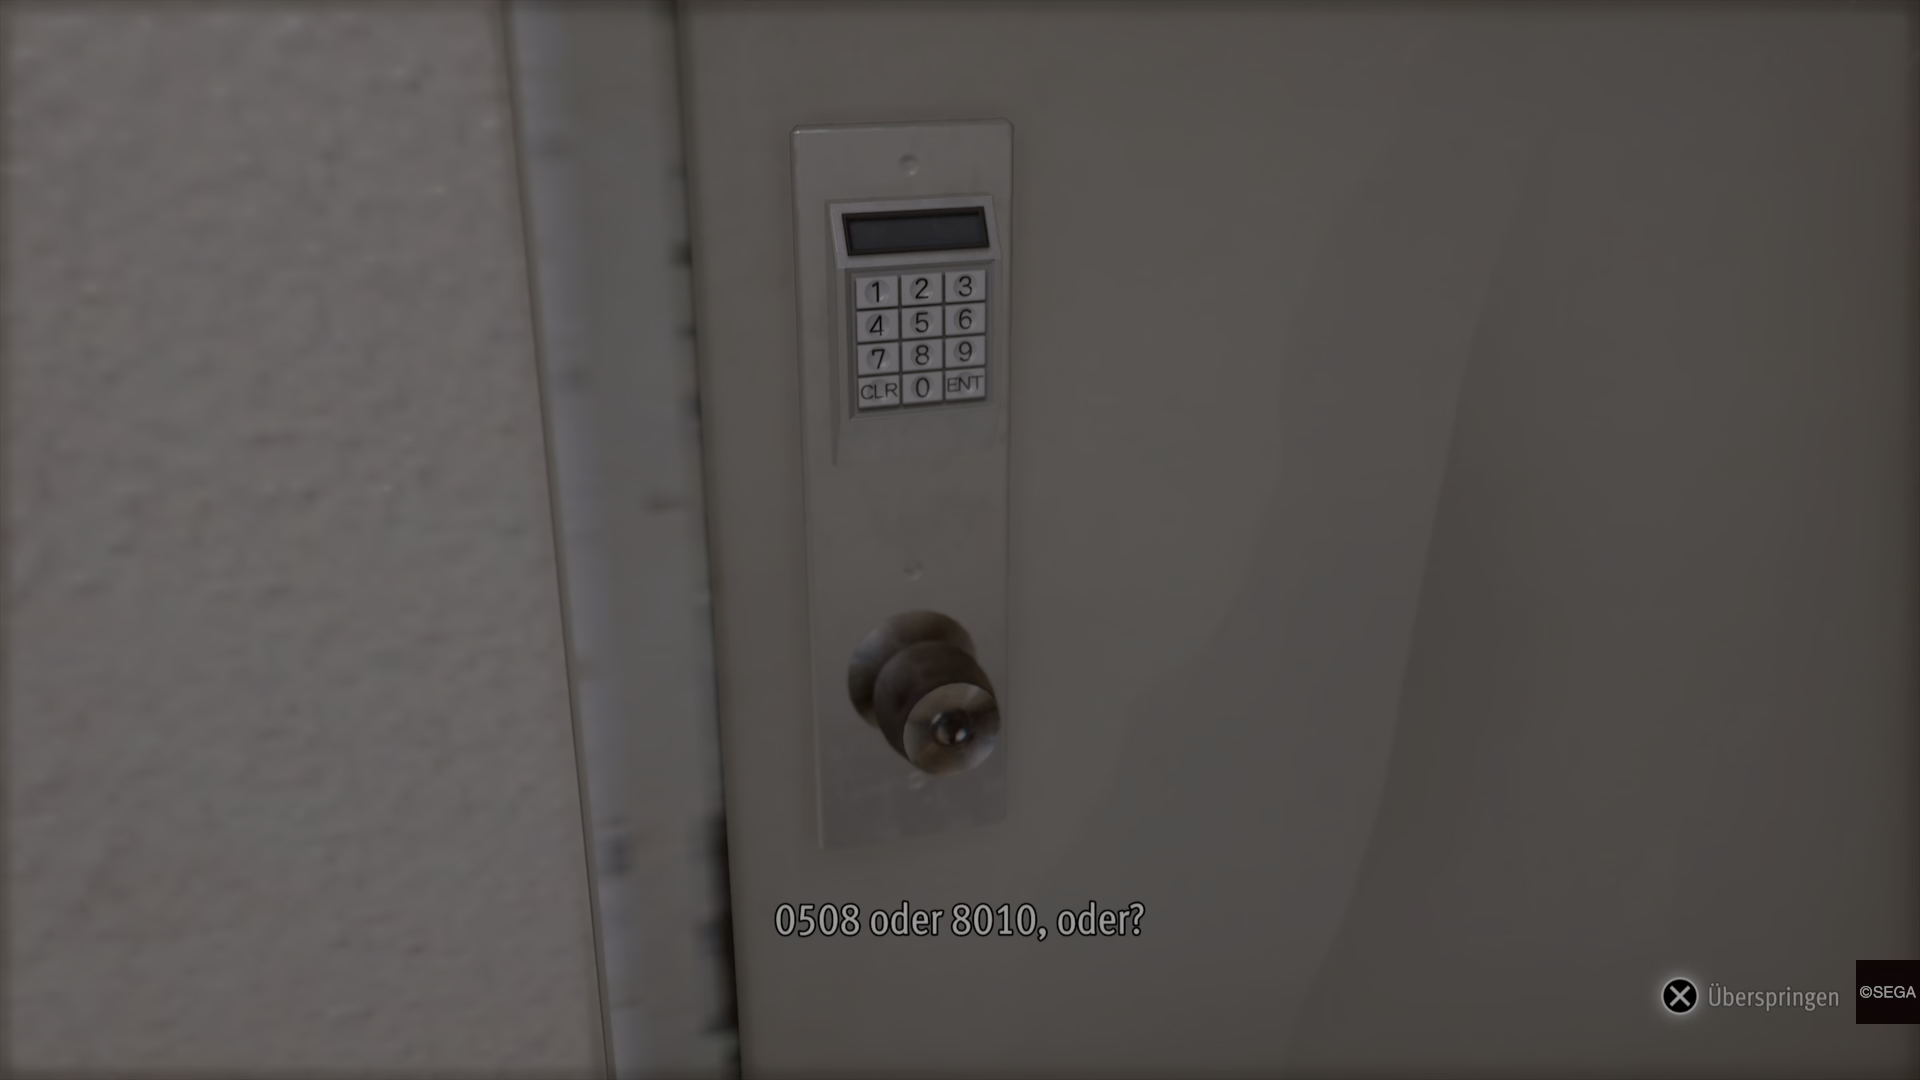 1 2 3
4 5 6
7 8 9
CLR 0 ENT
0508 oder 8010, oder?
Überspringen
©SEGA